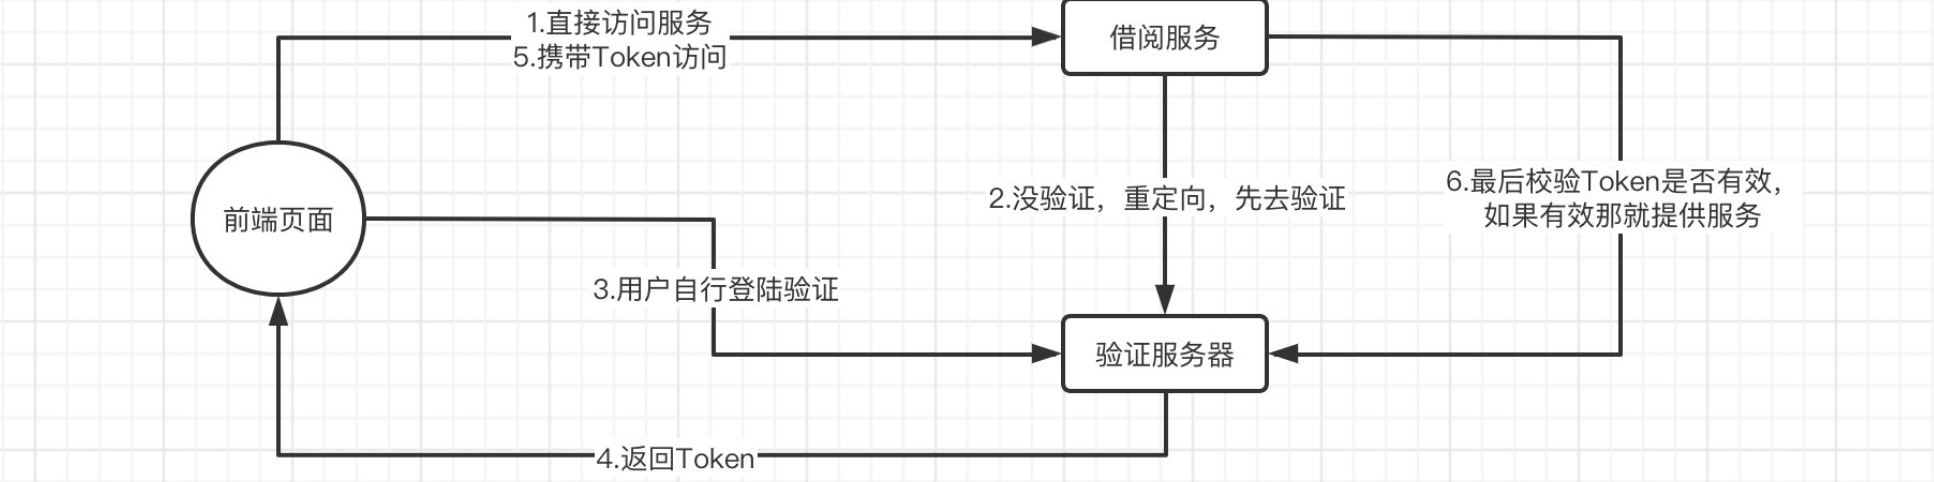 1.直接访问服务
5.携带Token访问
借阅服务
前端页面
2.没验证，重定向，先去验证
6.最后校验Token是否有效，
如果有效那就提供服务
3.用户自行登陆验证
验证服务器
4.返回Token